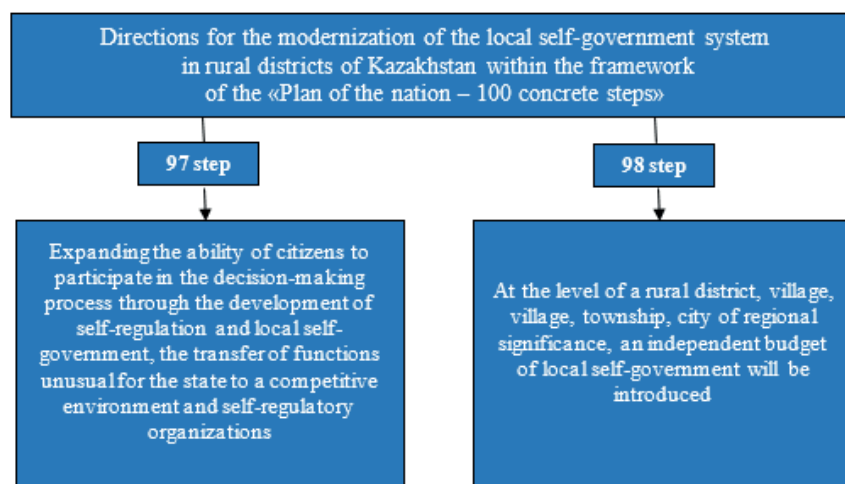 Directions for the modernization of the local self-government system
in rural districts of Kazakhstan within the framework
of the «Plan of the nation – 100 concrete steps»
97 step
98 step
Expanding the ability of citizens to
participate in the decision-making
process through the development of
self-regulation and local self-
government, the transfer of functions
unusual for the state to a competitive
environment and self-regulatory
organizations
At the level of a rural district, village,
village, township, city of regional
significance, an independent budget
of local self-government will be
introduced